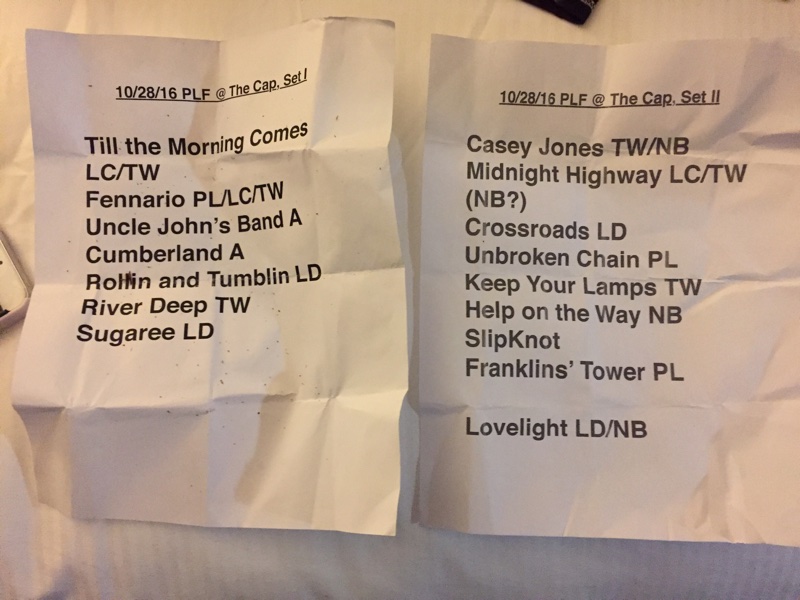 10/28/16 PLF @ The Cap, Set I
Till the Morning Comes
LC/TW
Fennario PL/LC/TW
Uncle John's Band A
Cumberland A
Rollin and Tumblin LD
River Deep TW
Sugaree LD
10/28/16 PLF @ The Cap, Set II
Casey Jones TW/NB
Midnight Highway LC/TW
(NB?)
Crossroads LD
Unbroken Chain PL
Keep Your Lamps TW
Help on the Way NB
SlipKnot
Franklins' Tower PL
Lovelight LD/NB